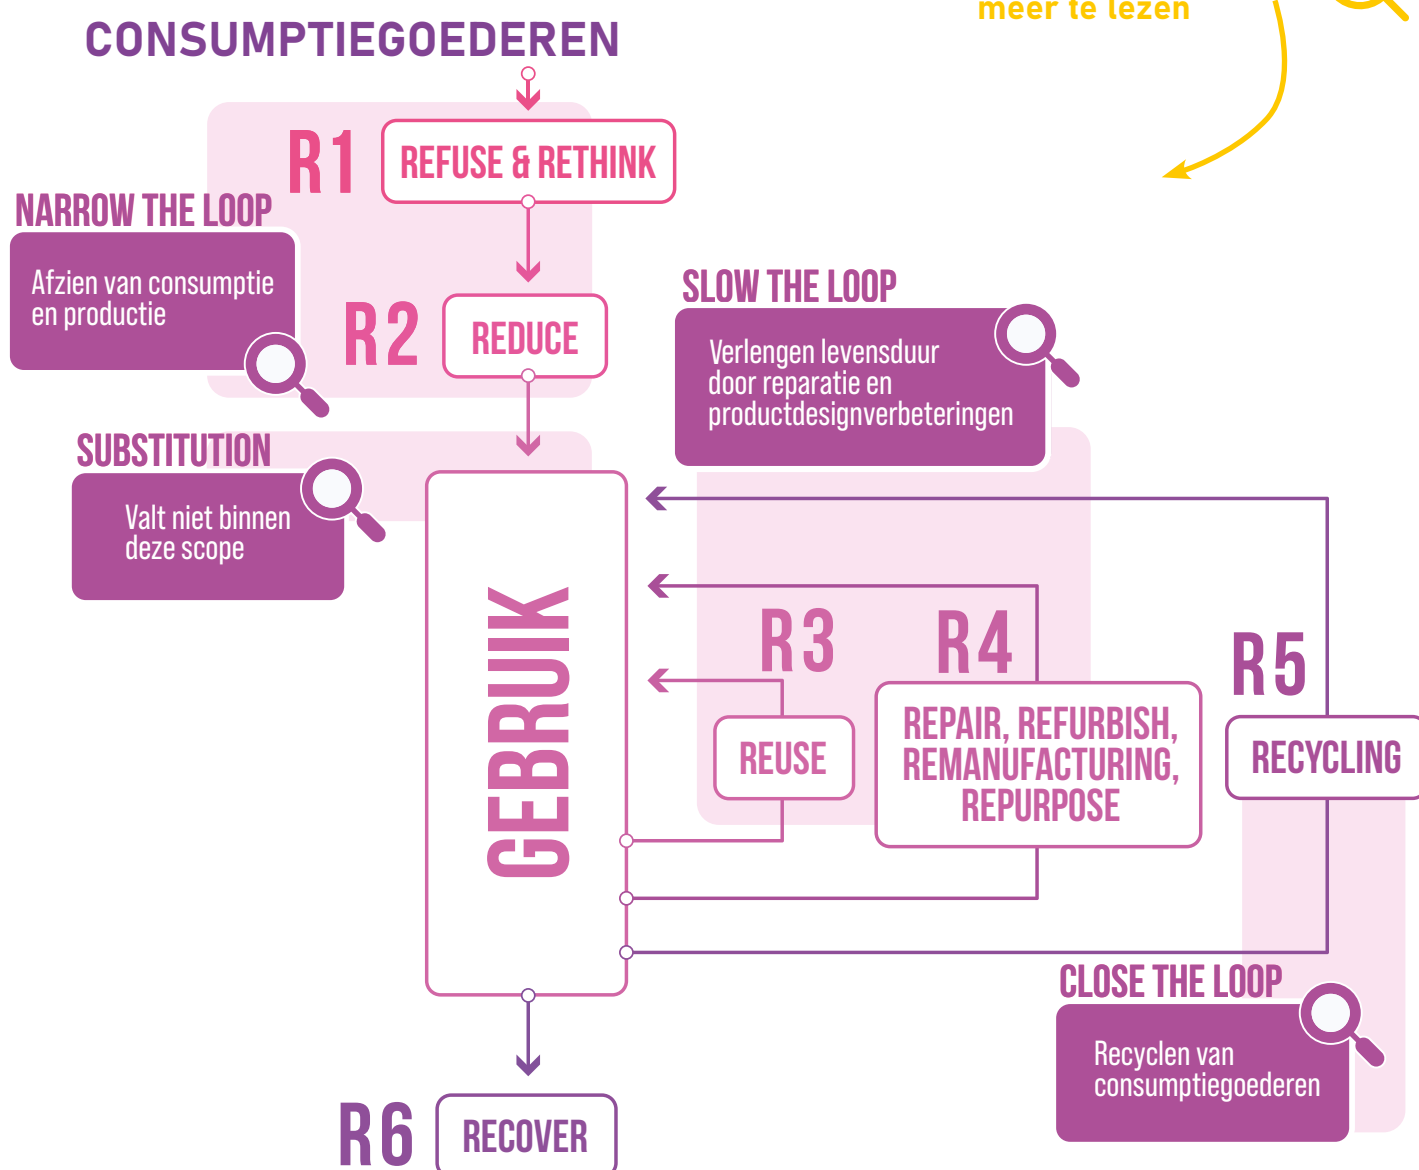 meer te lezen
CONSUMPTIEGOEDEREN
R1
REFUSE & RETHINK
NARROW THE LOOP
Afzien van consumptie
en productie
R2
REDUCE
SLOW THE LOOP
Verlengen levensduur
door reparatie en
productdesignverbeteringen
SUBSTITUTION
Valt niet binnen
deze scope
GEBRUIK
R3
REUSE
R4
REPAIR, REFURBISH,
REMANUFACTURING,
REPURPOSE
R5
RECYCLING
CLOSE THE LOOP
Recyclen van
consumptiegoederen
R6
RECOVER